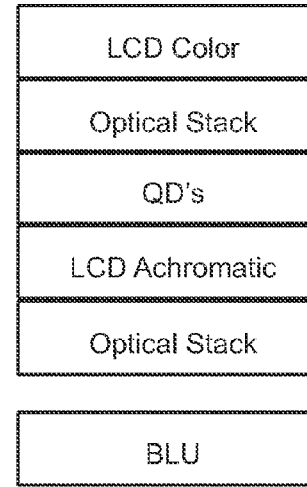 LCD Color
Optical Stack
QD's
LCD Achromatic
Optical Stack
BLU